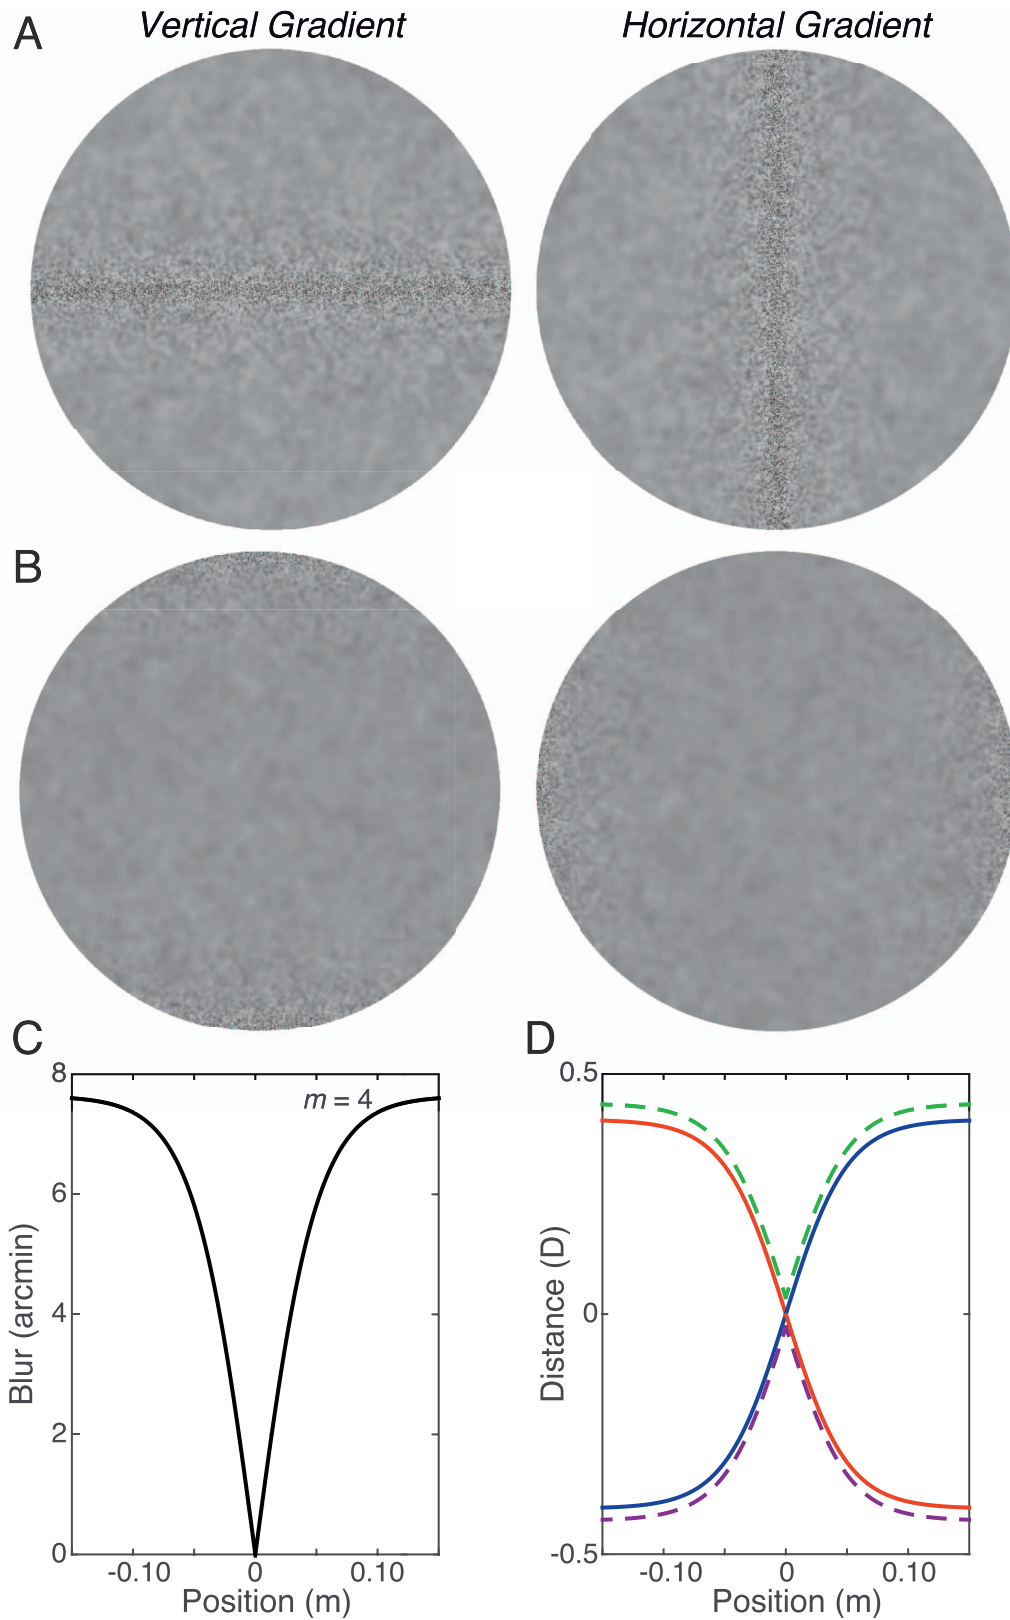 A
Vertical Gradient
Horizontal Gradient
B
C
D
8
6
4
2
0
Blur (arcmin)
m = 4
-0.10
0
0.10
Position (m)
0.5
0
-0.5
Distance (D)
-0.10
0
0.10
Position (m)